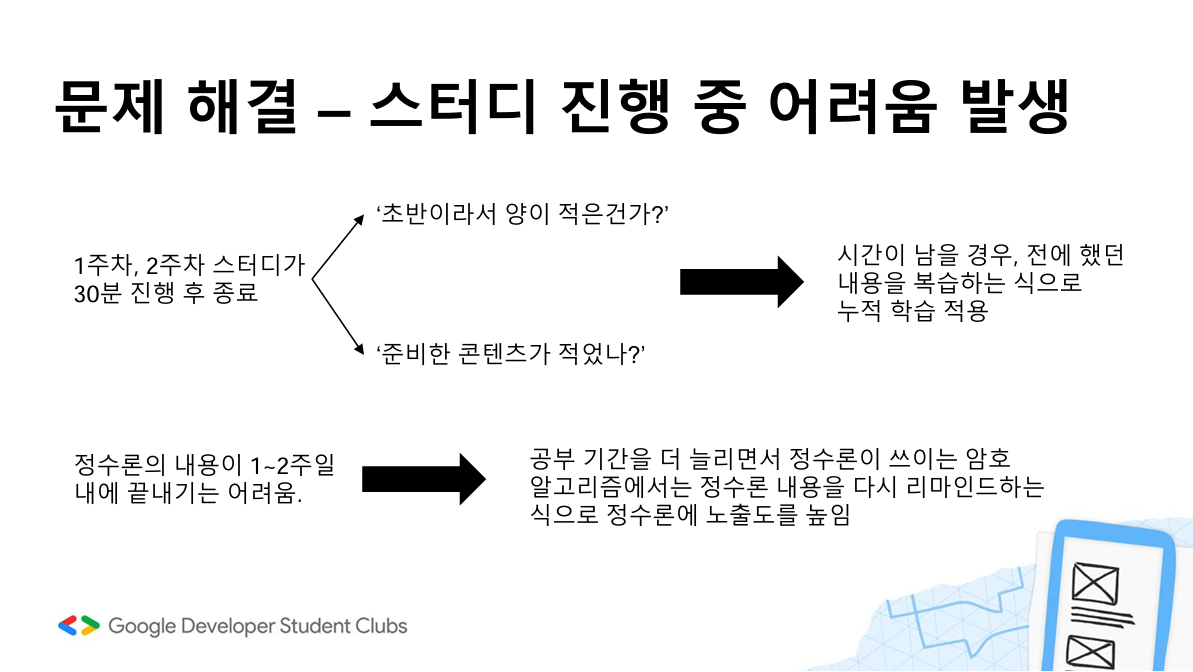 문제 해결 – 스터디 진행 중 어려움 발생
1주차, 2주차 스터디가
30분 진행 후 종료
‘초반이라서 양이 적은건가?’
‘준비한 콘텐츠가 적었나?’
시간이 남을 경우, 전에 했던
내용을 복습하는 식으로
누적 학습 적용
정수론의 내용이 1~2주일
내에 끝내기는 어려움.
공부 기간을 더 늘리면서 정수론이 쓰이는 암호
알고리즘에서는 정수론 내용을 다시 리마인드하는
식으로 정수론에 노출도를 높임
Google Developer Student Clubs